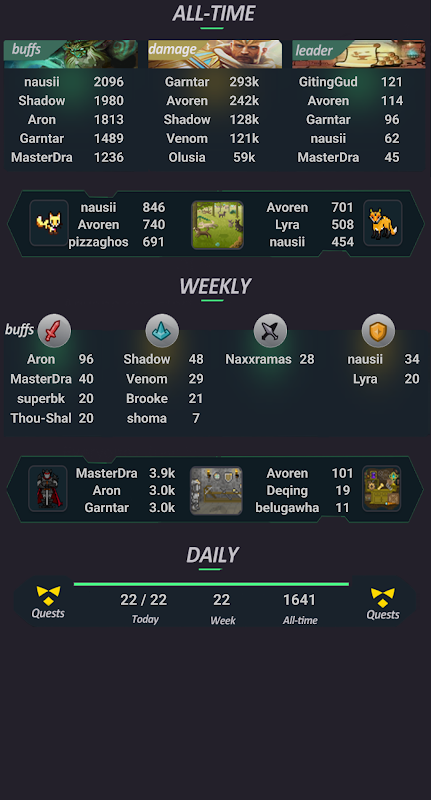 ALL-TIME
buffs damage leader
nausii 2096 Garntar 293k GitingGud 121
Shadow 1980 Avoren 242k Avoren 114
Aron 1813 Shadow 128k Garntar 96
Garntar 1489 Venom 121k nausii 62
MasterDra 1236 Olusia 59k MasterDra 45
nausii 846 Avoren 701
Avoren 740 Lyra 508
pizzaghos 691 nausii 454
WEEKLY
buffs
Aron 96 Shadow 48 Naxxramas 28 nausii 34
MasterDra 40 Venom 29 Lyra 20
superbk 20 Brooke 21
Thou-Shal 20 shoma 7
MasterDra 3.9k Avoren 101
Aron 3.0k Deqing 19
Garntar 3.0k belugawha 11
DAILY
22 / 22 22 1641
Quests Today Week All-time Quests